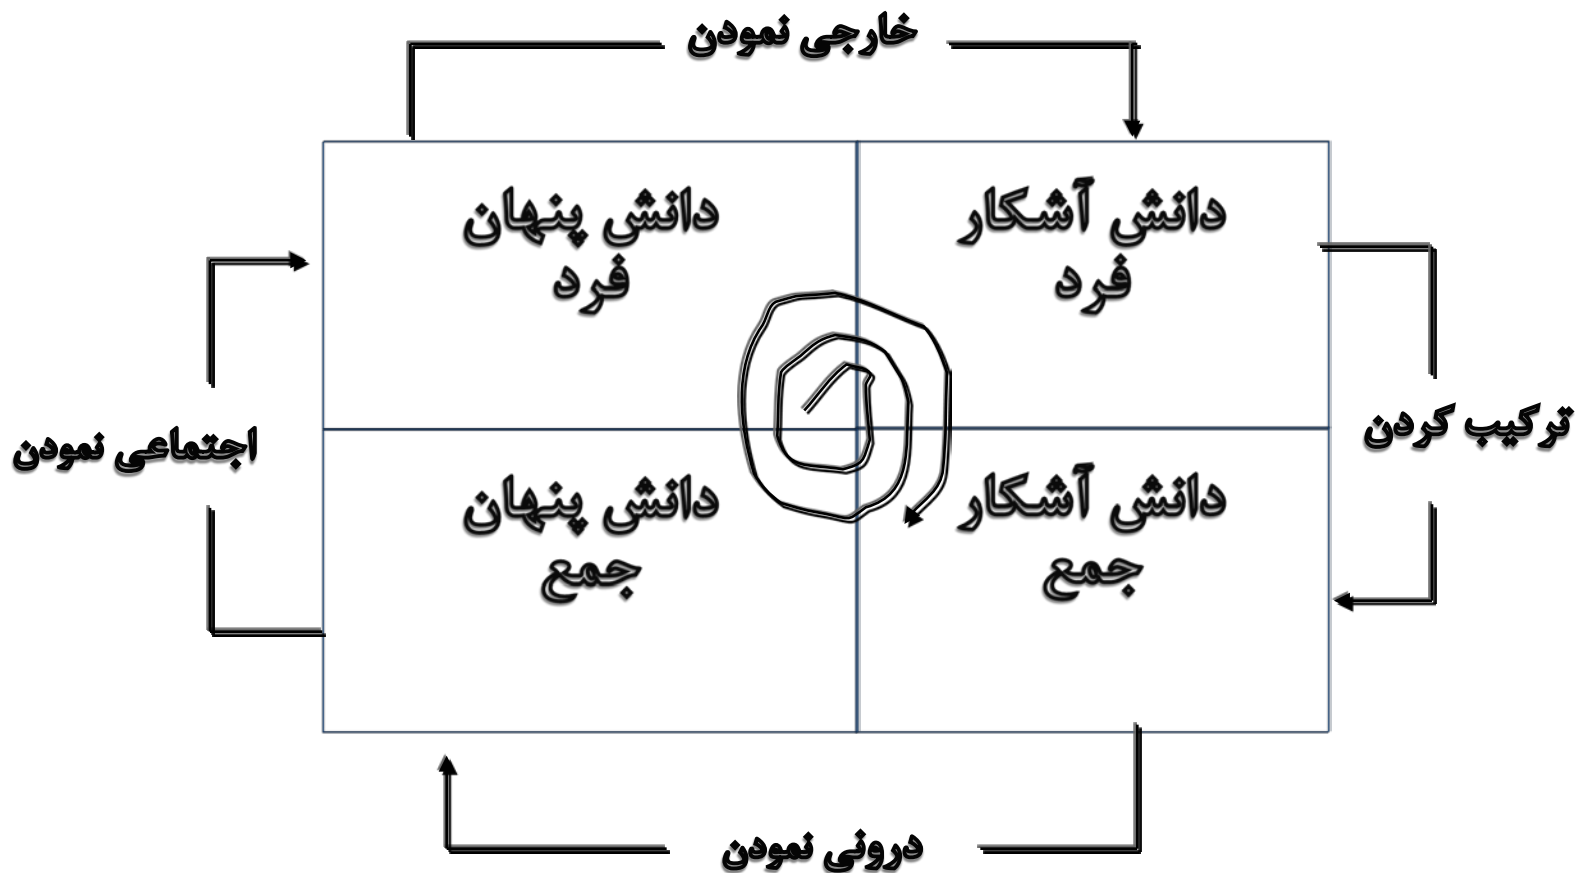 خارجی نمودن
دانش آشکار
فرد
دانش پنهان
فرد
ترکیب کردن
اجتماعی نمودن
دانش آشکار
جمع
دانش پنهان
جمع
درونی نمودن